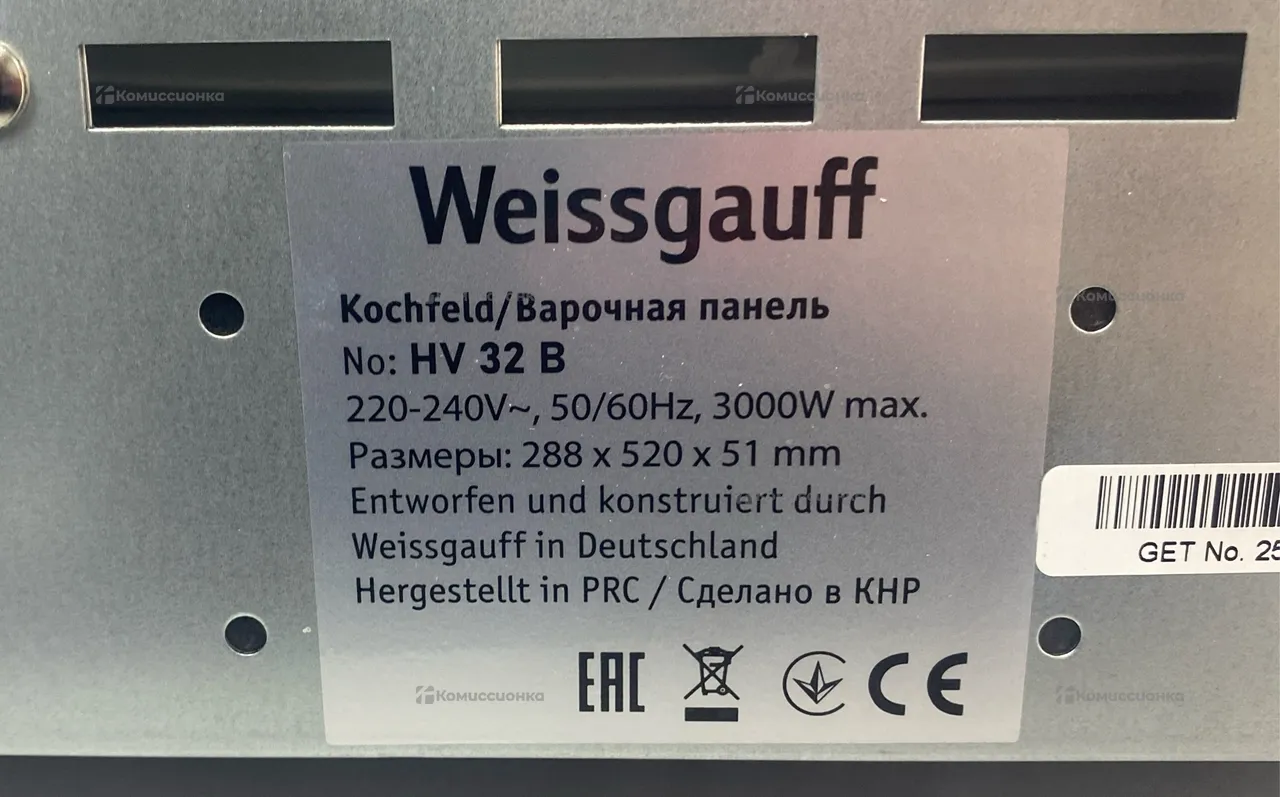 Комиссионка
Комиссионка
Weissgauff
Kochfeld/Варочная панель
Комиссионка
No: HV 32 B
220-240V~, 50/60Hz, 3000W max.
Размеры: 288 x 520 x 51 mm
Entworfen und konstruiert durch
Weissgauff in Deutschland
GET No. 25
Hergestellt in PRC / Сделано в КНР
EAC
CE
Комиссионка
Комиссионка